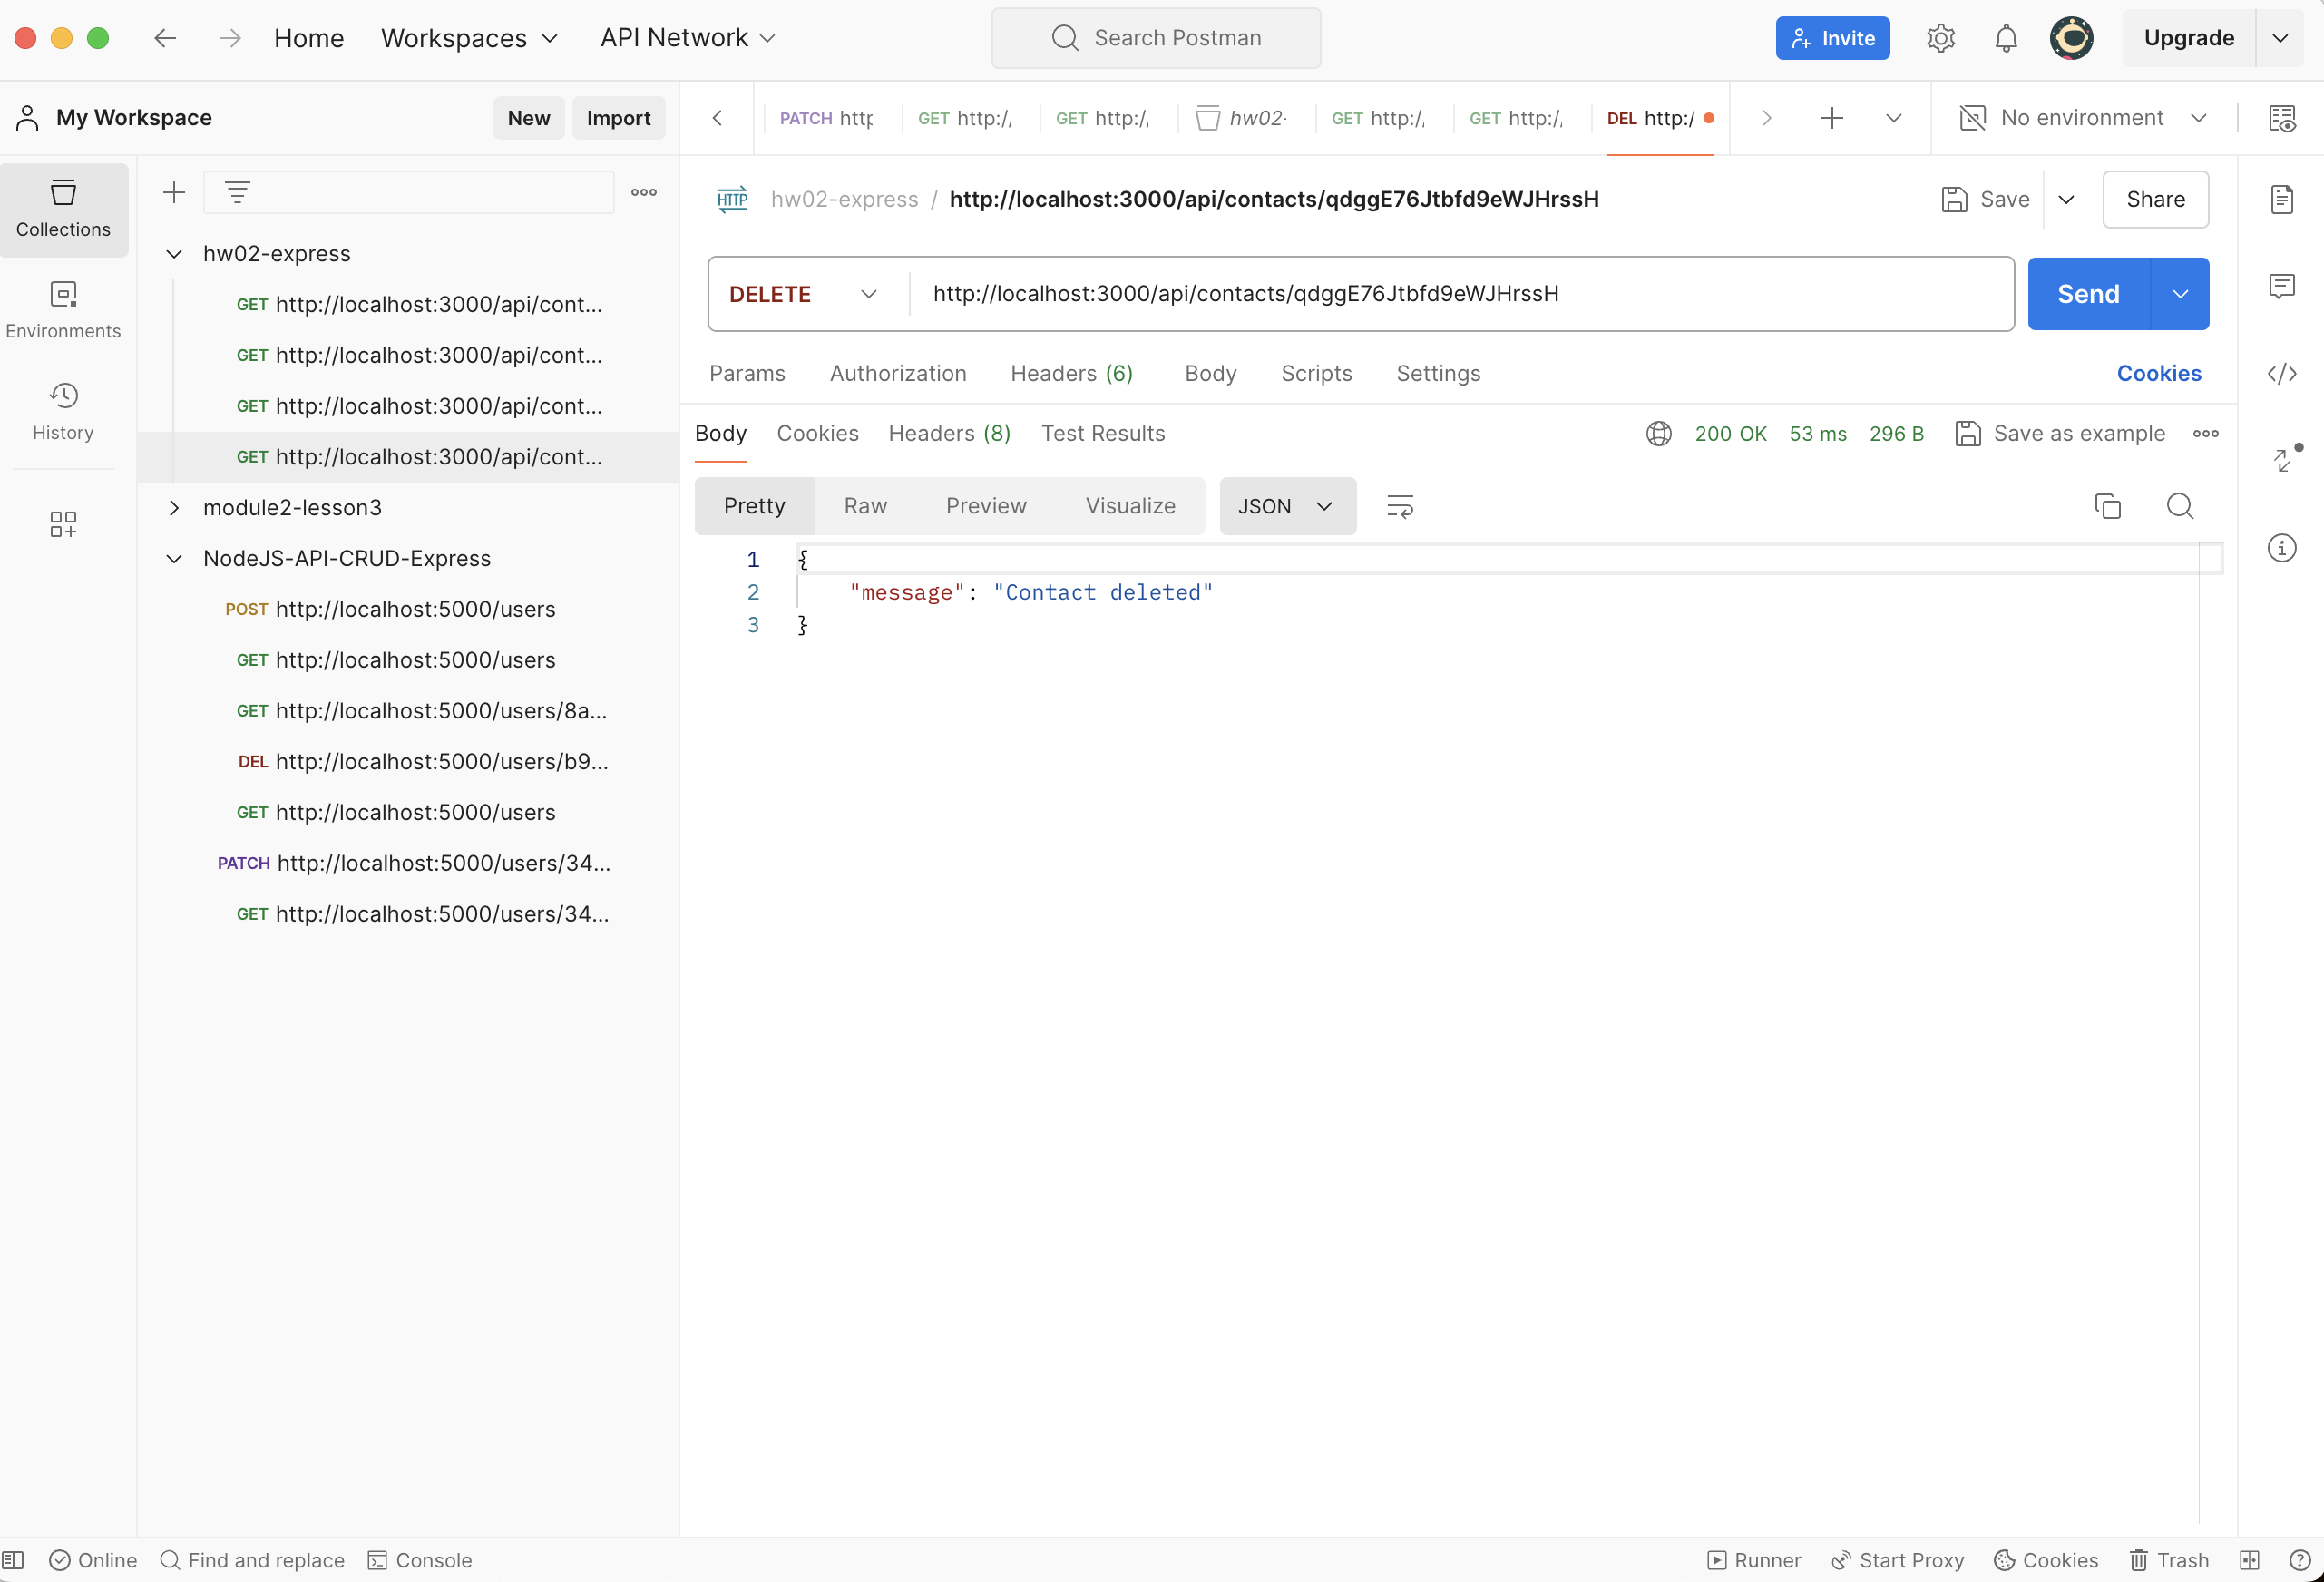 Home Workspaces API Network Search Postman Invite Upgrade
My Workspace New Import
PATCH http GET http:/ GET http:/ hw02- GET http:/ GET http:/ DEL http:/ No environment
Collections
Environments
History
hw02-express
GET http://localhost:3000/api/cont...
GET http://localhost:3000/api/cont...
GET http://localhost:3000/api/cont...
GET http://localhost:3000/api/cont...
module2-lesson3
NodeJS-API-CRUD-Express
POST http://localhost:5000/users
GET http://localhost:5000/users
GET http://localhost:5000/users/8a...
DEL http://localhost:5000/users/b9...
GET http://localhost:5000/users
PATCH http://localhost:5000/users/34...
GET http://localhost:5000/users/34...
HTTP hw02-express / http://localhost:3000/api/contacts/qdggE76Jtbfd9eWJHrssH Save Share
DELETE http://localhost:3000/api/contacts/qdggE76Jtbfd9eWJHrssH Send
Params Authorization Headers (6) Body Scripts Settings Cookies
Body Cookies Headers (8) Test Results 200 OK 53 ms 296 B Save as example
Pretty Raw Preview Visualize JSON
1 {
2 "message": "Contact deleted"
3 }
Online Find and replace Console Runner Start Proxy Cookies Trash